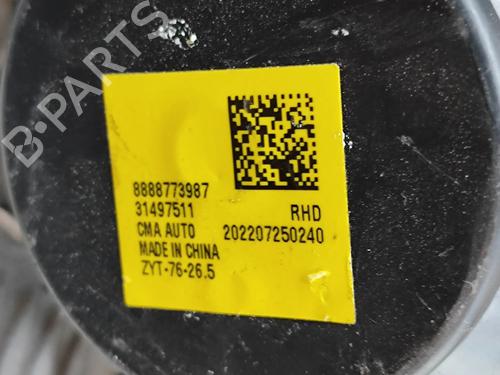 B-PARTS
8888773987
31497511 RHD
CMA AUTO 202207250240
MADE IN CHINA
ZYT-76-26.5